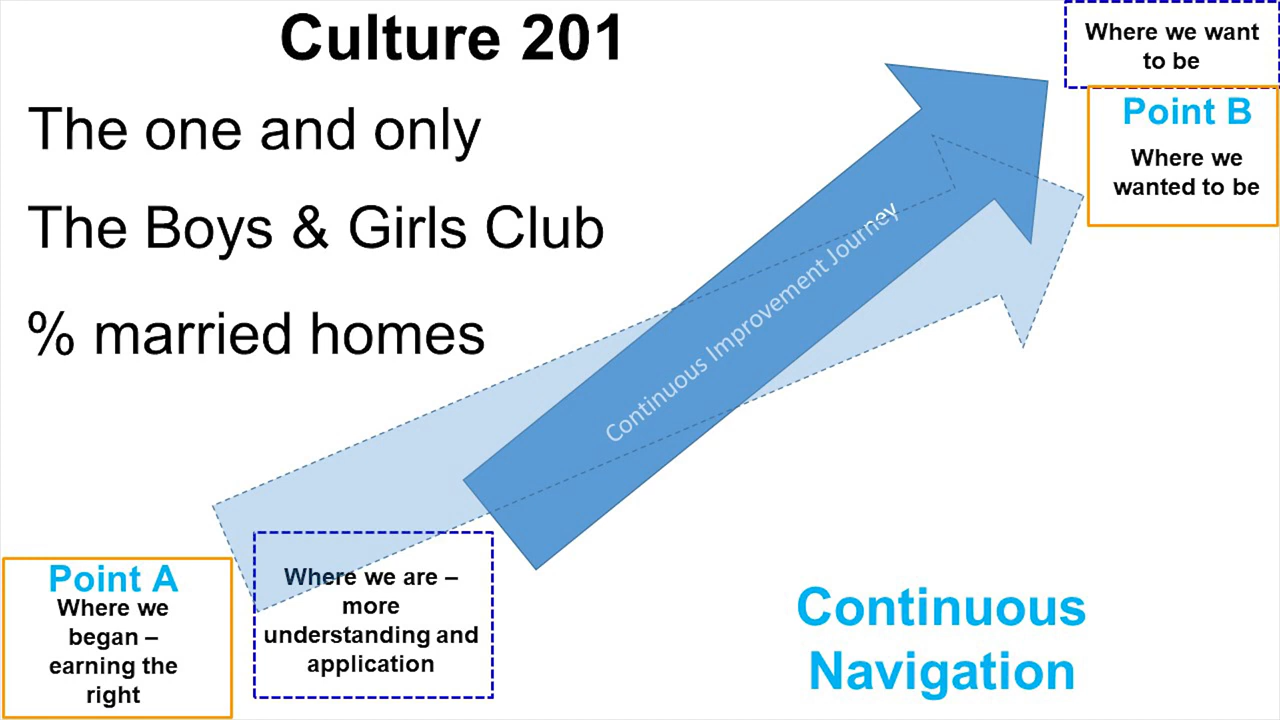 Culture 201
The one and only
The Boys & Girls Club
% married homes
Where we want
to be
Point B
Where we
wanted to be
Continuous Improvement Journey
Point A
Where we
began –
earning the
right
Where we are –
more
understanding and
application
Continuous
Navigation